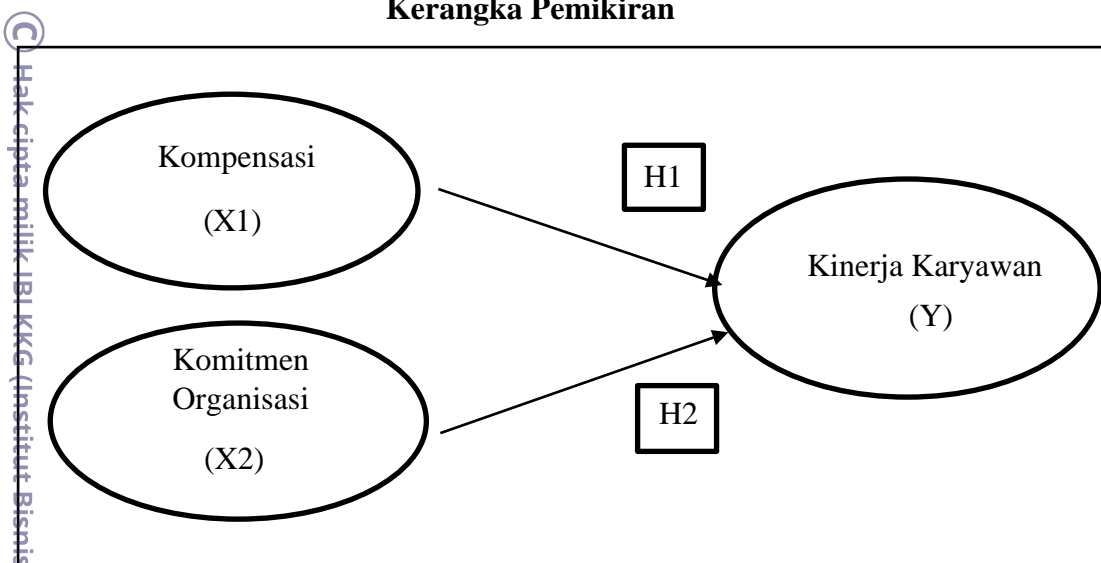 Kerangka Pemikiran
© Hak cipta milik IBI KKG (Institut Bisnis
Kompensasi
(X1)
H1
Kinerja Karyawan
(Y)
Komitmen
Organisasi
(X2)
H2